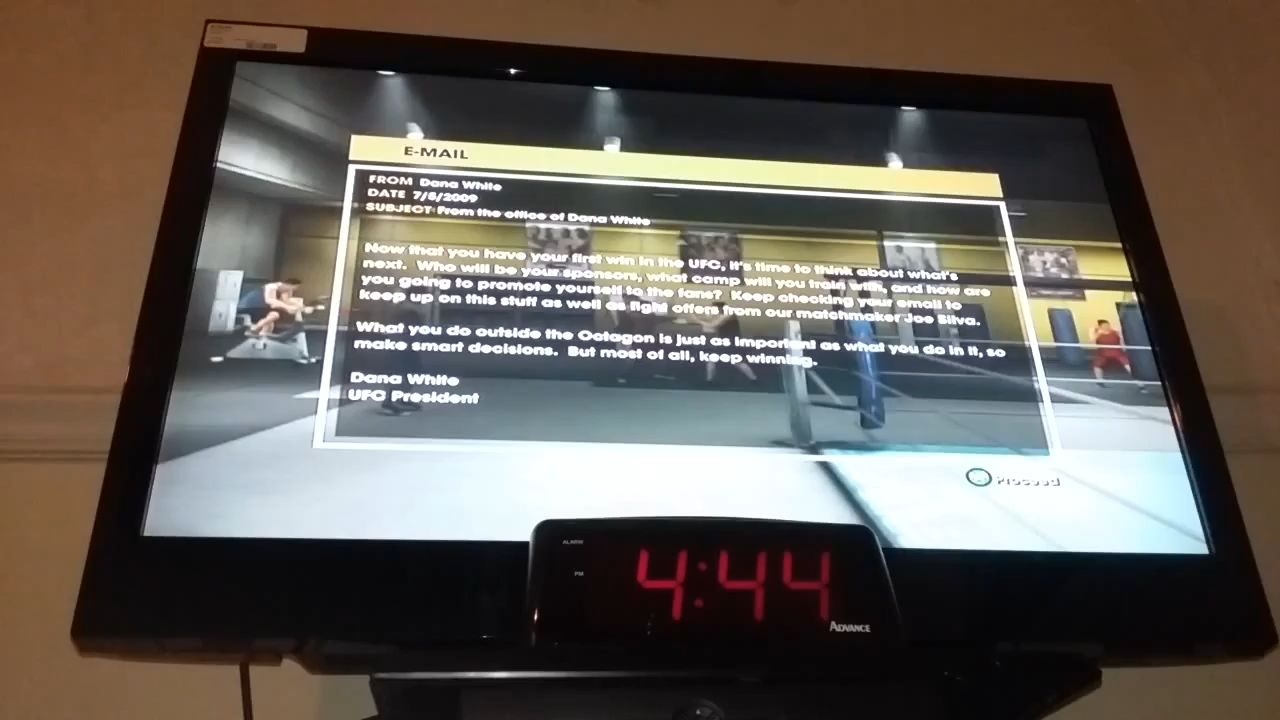 E-MAIL
FROM Dana White
DATE 7/5/2009
SUBJECT From the office of Dana White
Now that you have your first win in the UFC, it's time to think about what's
next. Who will be your sponsors, what camp will you train with, and how are
you going to promote yourself to the fans? Keep checking your email to
keep up on this stuff as well as fight offers from our matchmaker Joe Silva.
What you do outside the Octagon is just as important as what you do in it, so
make smart decisions. But most of all, keep winning.
Dana White
UFC President
Proceed
ALARM
PM
4:44
ADVANCE